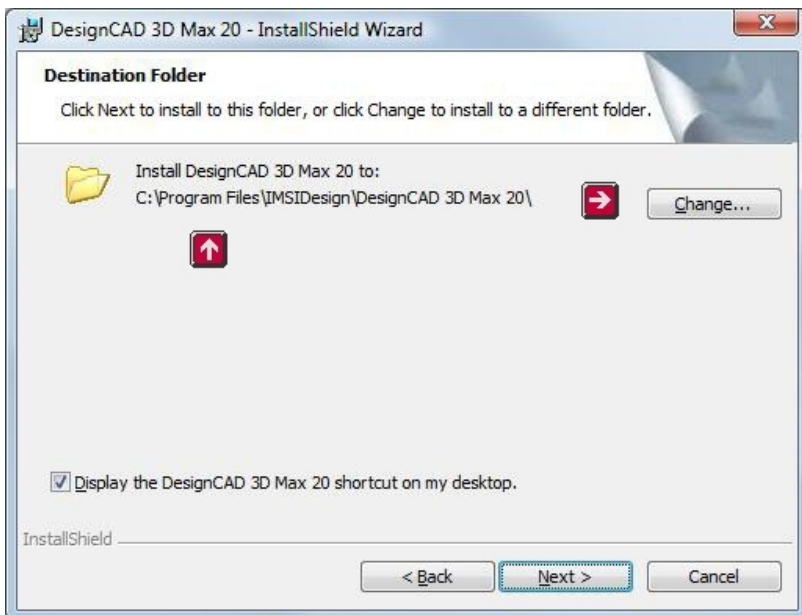 DesignCAD 3D Max 20 - InstallShield Wizard
Destination Folder
Click Next to install to this folder, or click Change to install to a different folder.
Install DesignCAD 3D Max 20 to:
C:\Program Files\IMSIDesign\DesignCAD 3D Max 20\
Change...
Display the DesignCAD 3D Max 20 shortcut on my desktop.
InstallShield
< Back
Next >
Cancel